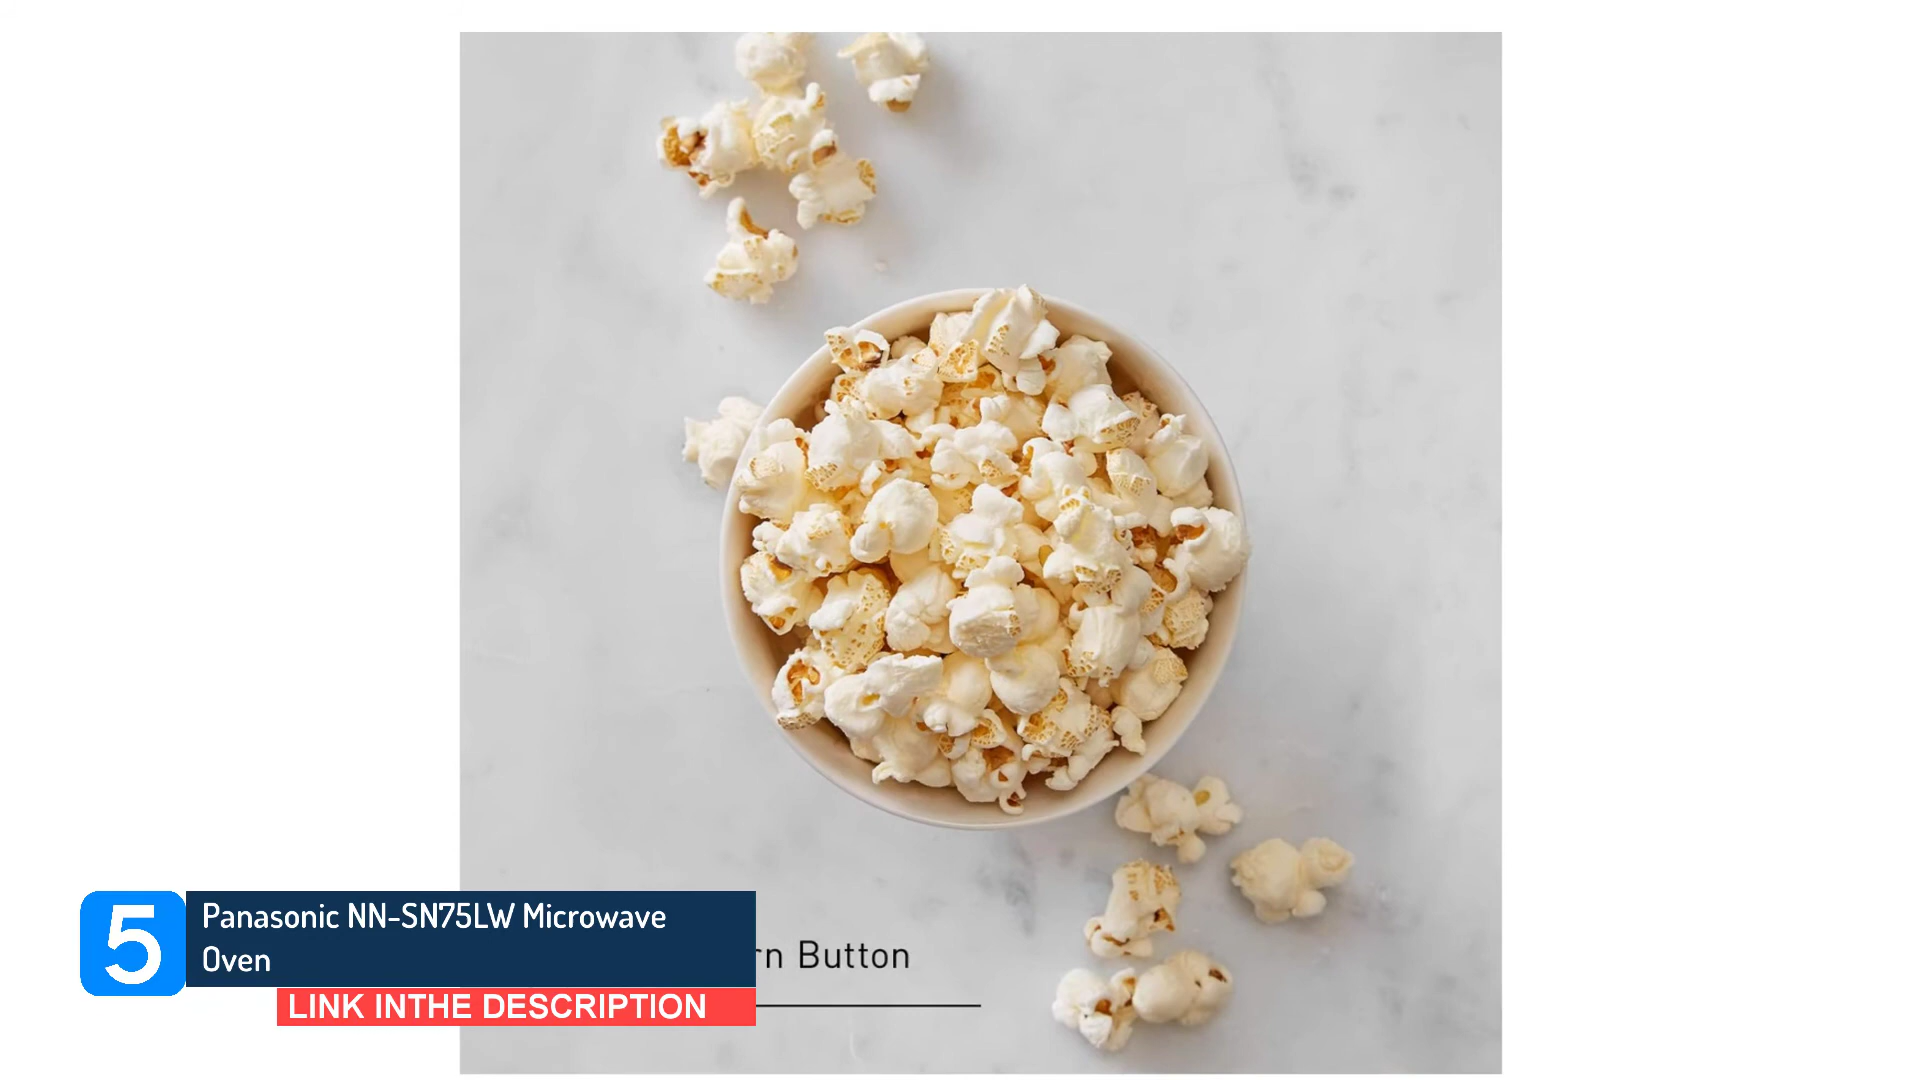 5
Panasonic NN-SN75LW Microwave
Oven
rn Button
LINK INTHE DESCRIPTION